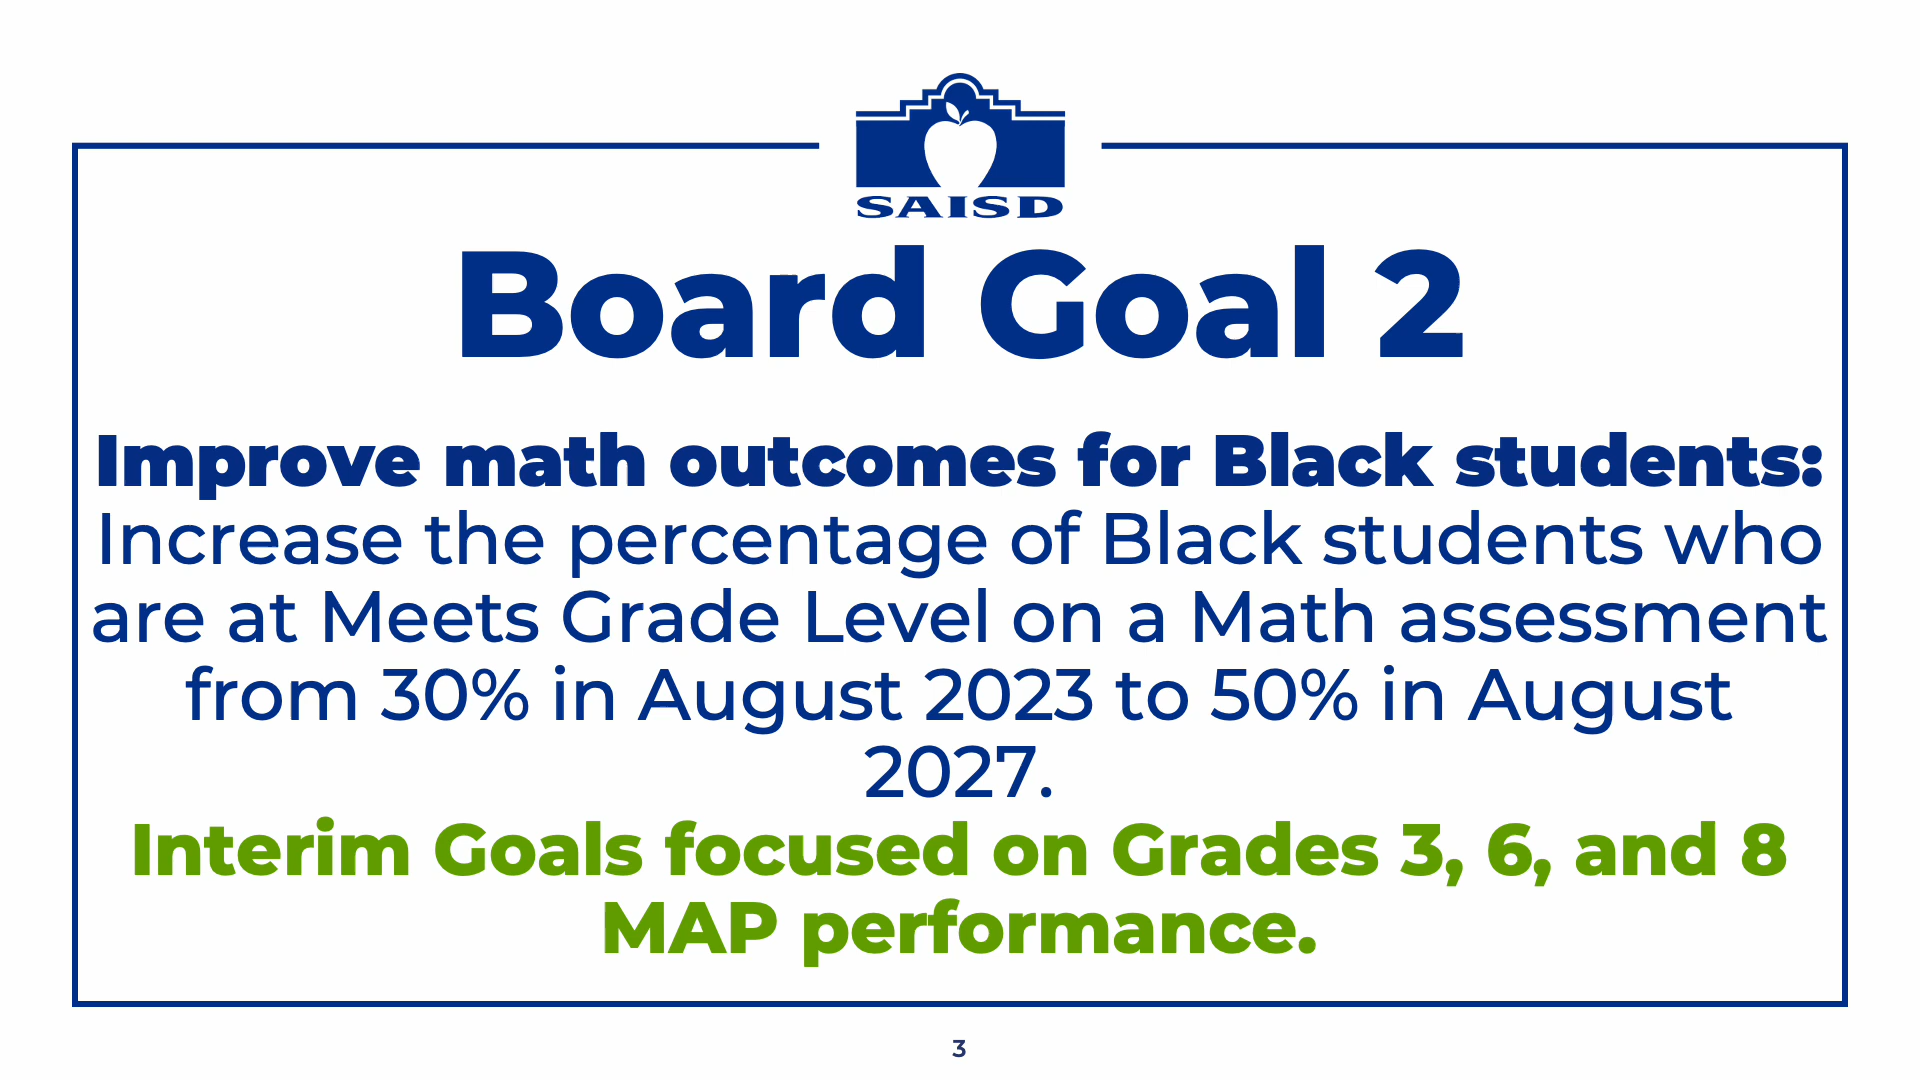 SAISD
Board Goal 2
Improve math outcomes for Black students:
Increase the percentage of Black students who
are at Meets Grade Level on a Math assessment
from 30% in August 2023 to 50% in August
2027.
Interim Goals focused on Grades 3, 6, and 8
MAP performance.
3